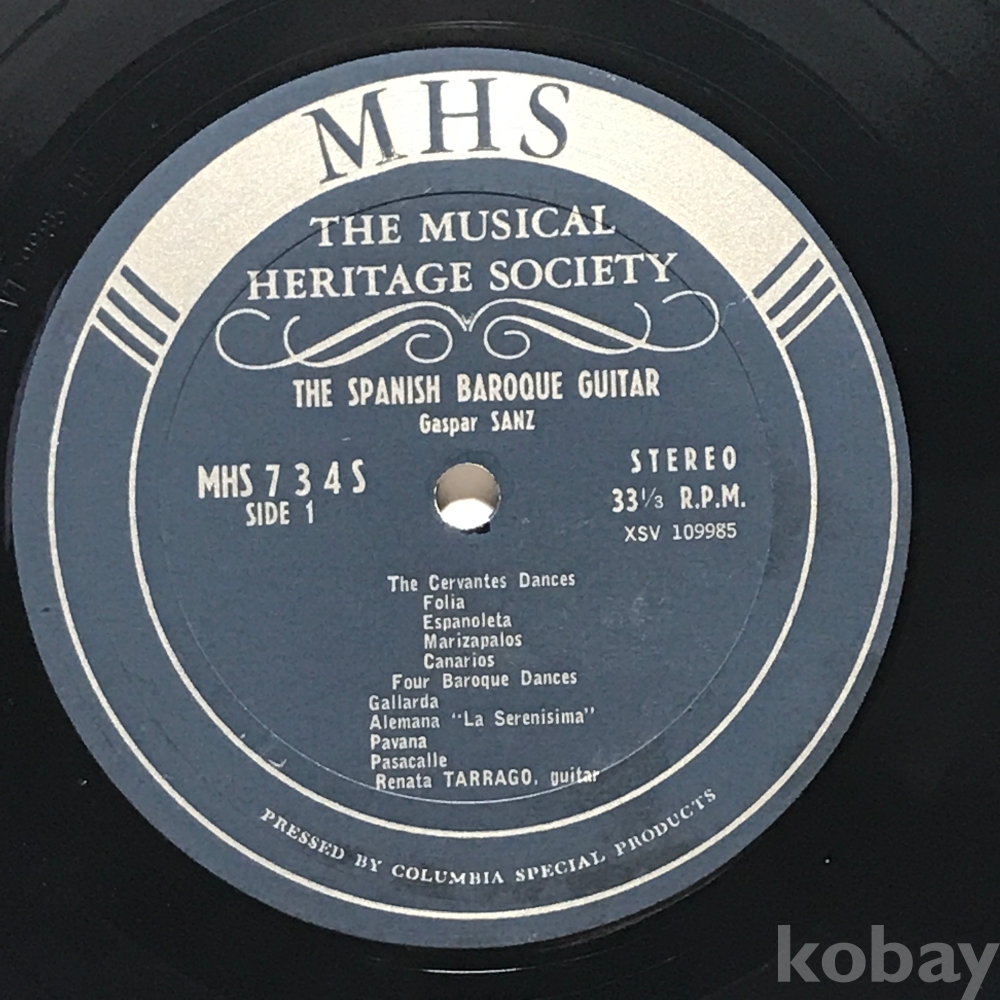 MHS
THE MUSICAL
HERITAGE SOCIETY
THE SPANISH BAROQUE GUITAR
Gaspar SANZ
MHS 7 3 4 S
SIDE 1
STEREO
33 1/3 R.P.M.
XSV 109985
The Cervantes Dances
Folia
Espanoleta
Marizapalos
Canarios
Four Baroque Dances
Gallarda
Alemana "La Serenisima"
Pavana
Pasacalle
Renata TARRAGO, guitar
PRESSED BY COLUMBIA SPECIAL PRODUCTS
kobay